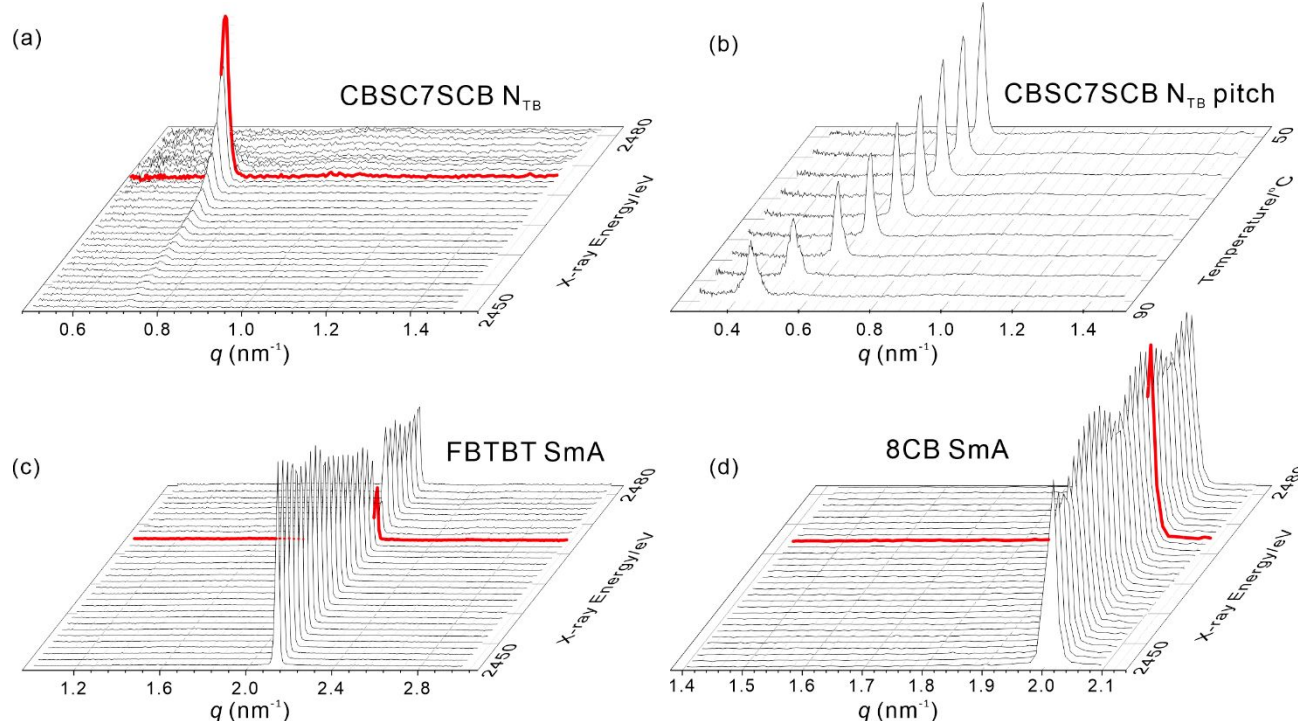 (a)
CBSC7SCB N_TB
2480
X-ray Energy/eV
2450
0.6 0.8 1.0 1.2 1.4
q (nm⁻¹)
(b)
CBSC7SCB N_TB pitch
50
Temperature/°C
90
0.4 0.6 0.8 1.0 1.2 1.4
q (nm⁻¹)
(c)
FBTBT SmA
2480
X-ray Energy/eV
2450
1.2 1.6 2.0 2.4 2.8
q (nm⁻¹)
(d)
8CB SmA
2480
X-ray Energy/eV
2450
1.4 1.5 1.6 1.7 1.8 1.9 2.0 2.1
q (nm⁻¹)